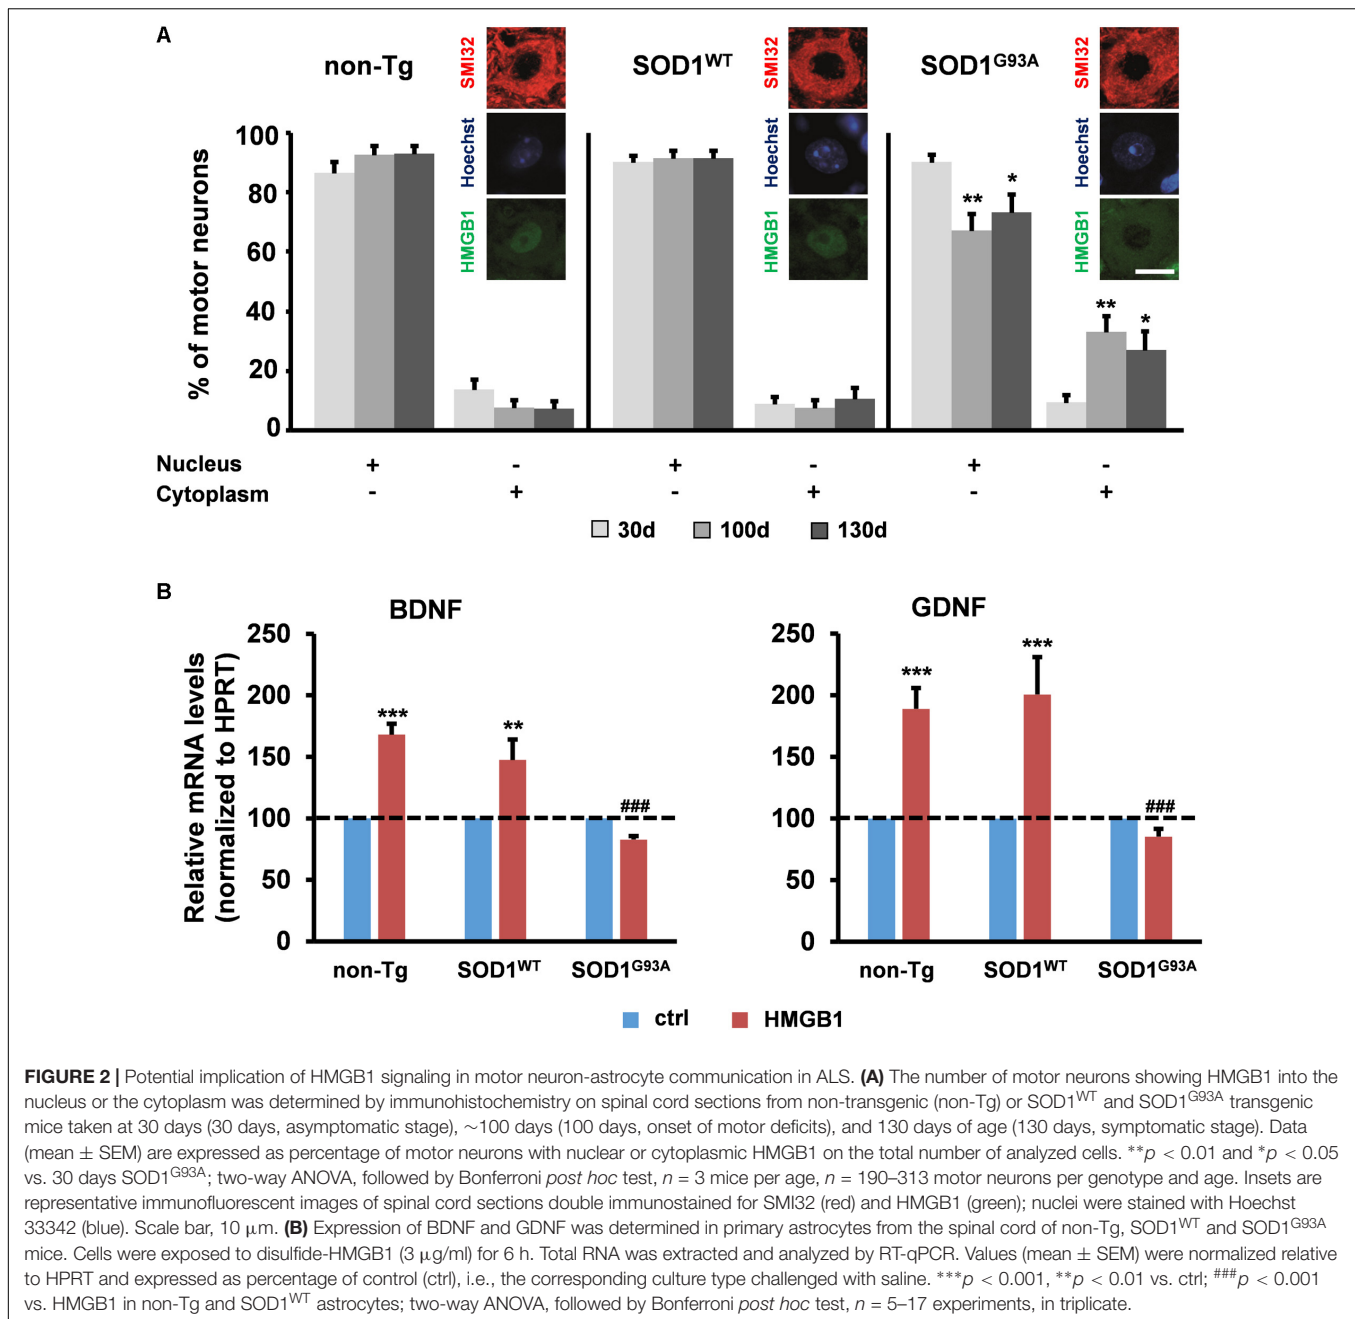 A
non-Tg
SOD1WT
SOD1G93A
SMI32
SMI32
SMI32
Hoechst
Hoechst
Hoechst
HMGB1
HMGB1
HMGB1
% of motor neurons
100
80
60
40
20
0
** *
** *
Nucleus + - + - + -
Cytoplasm - + - + - +
30d 100d 130d
B
BDNF
GDNF
Relative mRNA levels
(normalized to HPRT)
250
200
150
100
50
0
*** ** ###
non-Tg SOD1WT SOD1G93A
250
200
150
100
50
0
*** *** ###
non-Tg SOD1WT SOD1G93A
ctrl HMGB1
FIGURE 2 | Potential implication of HMGB1 signaling in motor neuron-astrocyte communication in ALS. (A) The number of motor neurons showing HMGB1 into the
nucleus or the cytoplasm was determined by immunohistochemistry on spinal cord sections from non-transgenic (non-Tg) or SOD1WT and SOD1G93A transgenic
mice taken at 30 days (30 days, asymptomatic stage), ~100 days (100 days, onset of motor deficits), and 130 days of age (130 days, symptomatic stage). Data
(mean ± SEM) are expressed as percentage of motor neurons with nuclear or cytoplasmic HMGB1 on the total number of analyzed cells. **p < 0.01 and *p < 0.05
vs. 30 days SOD1G93A; two-way ANOVA, followed by Bonferroni post hoc test, n = 3 mice per age, n = 190–313 motor neurons per genotype and age. Insets are
representative immunofluorescent images of spinal cord sections double immunostained for SMI32 (red) and HMGB1 (green); nuclei were stained with Hoechst
33342 (blue). Scale bar, 10 μm. (B) Expression of BDNF and GDNF was determined in primary astrocytes from the spinal cord of non-Tg, SOD1WT and SOD1G93A
mice. Cells were exposed to disulfide-HMGB1 (3 μg/ml) for 6 h. Total RNA was extracted and analyzed by RT-qPCR. Values (mean ± SEM) were normalized relative
to HPRT and expressed as percentage of control (ctrl), i.e., the corresponding culture type challenged with saline. ***p < 0.001, **p < 0.01 vs. ctrl; ###p < 0.001
vs. HMGB1 in non-Tg and SOD1WT astrocytes; two-way ANOVA, followed by Bonferroni post hoc test, n = 5–17 experiments, in triplicate.